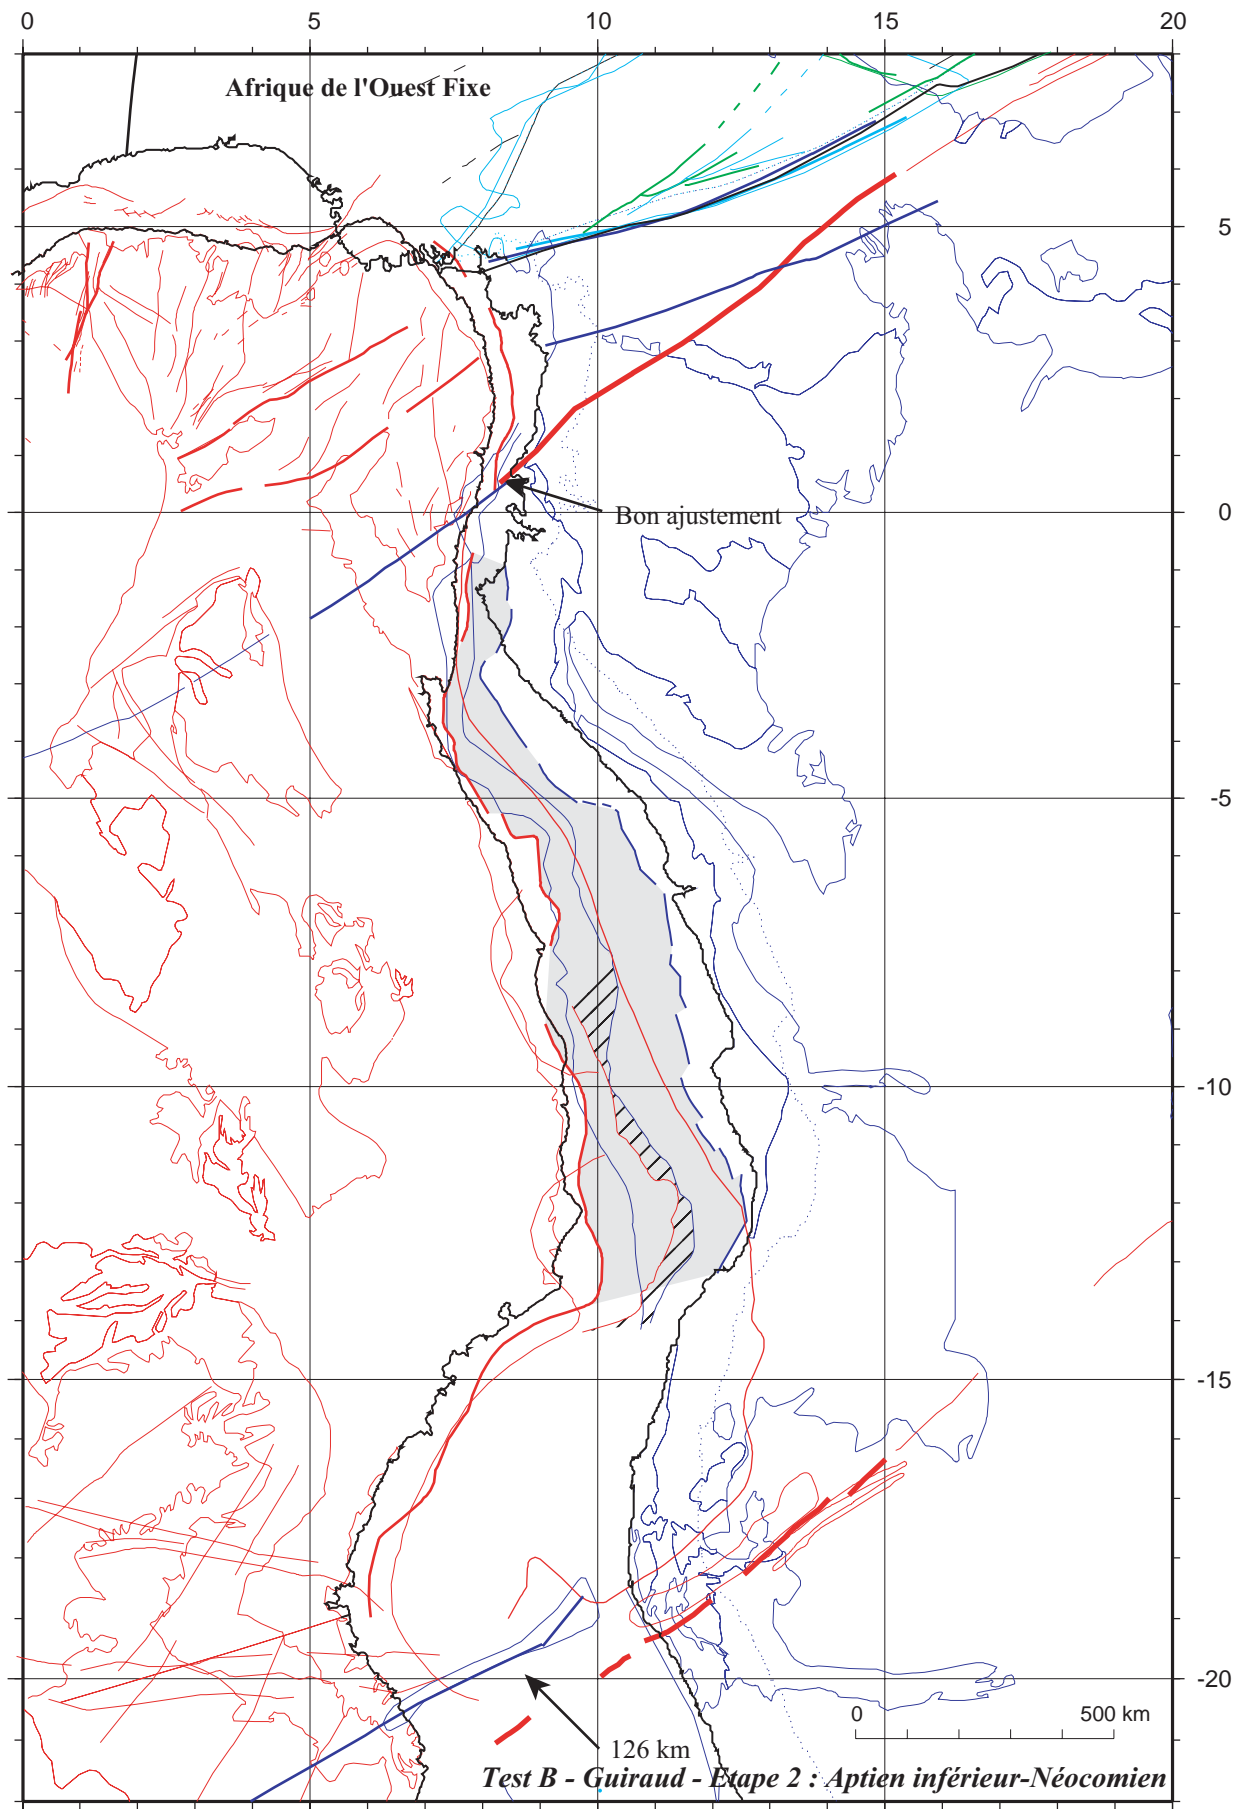 0 5 10 15 20
Afrique de l'Ouest Fixe
5
Bon ajustement
0
-5
-10
-15
-20
0 500 km
126 km
Test B - Guiraud - Etape 2 : Aptien inférieur-Néocomien